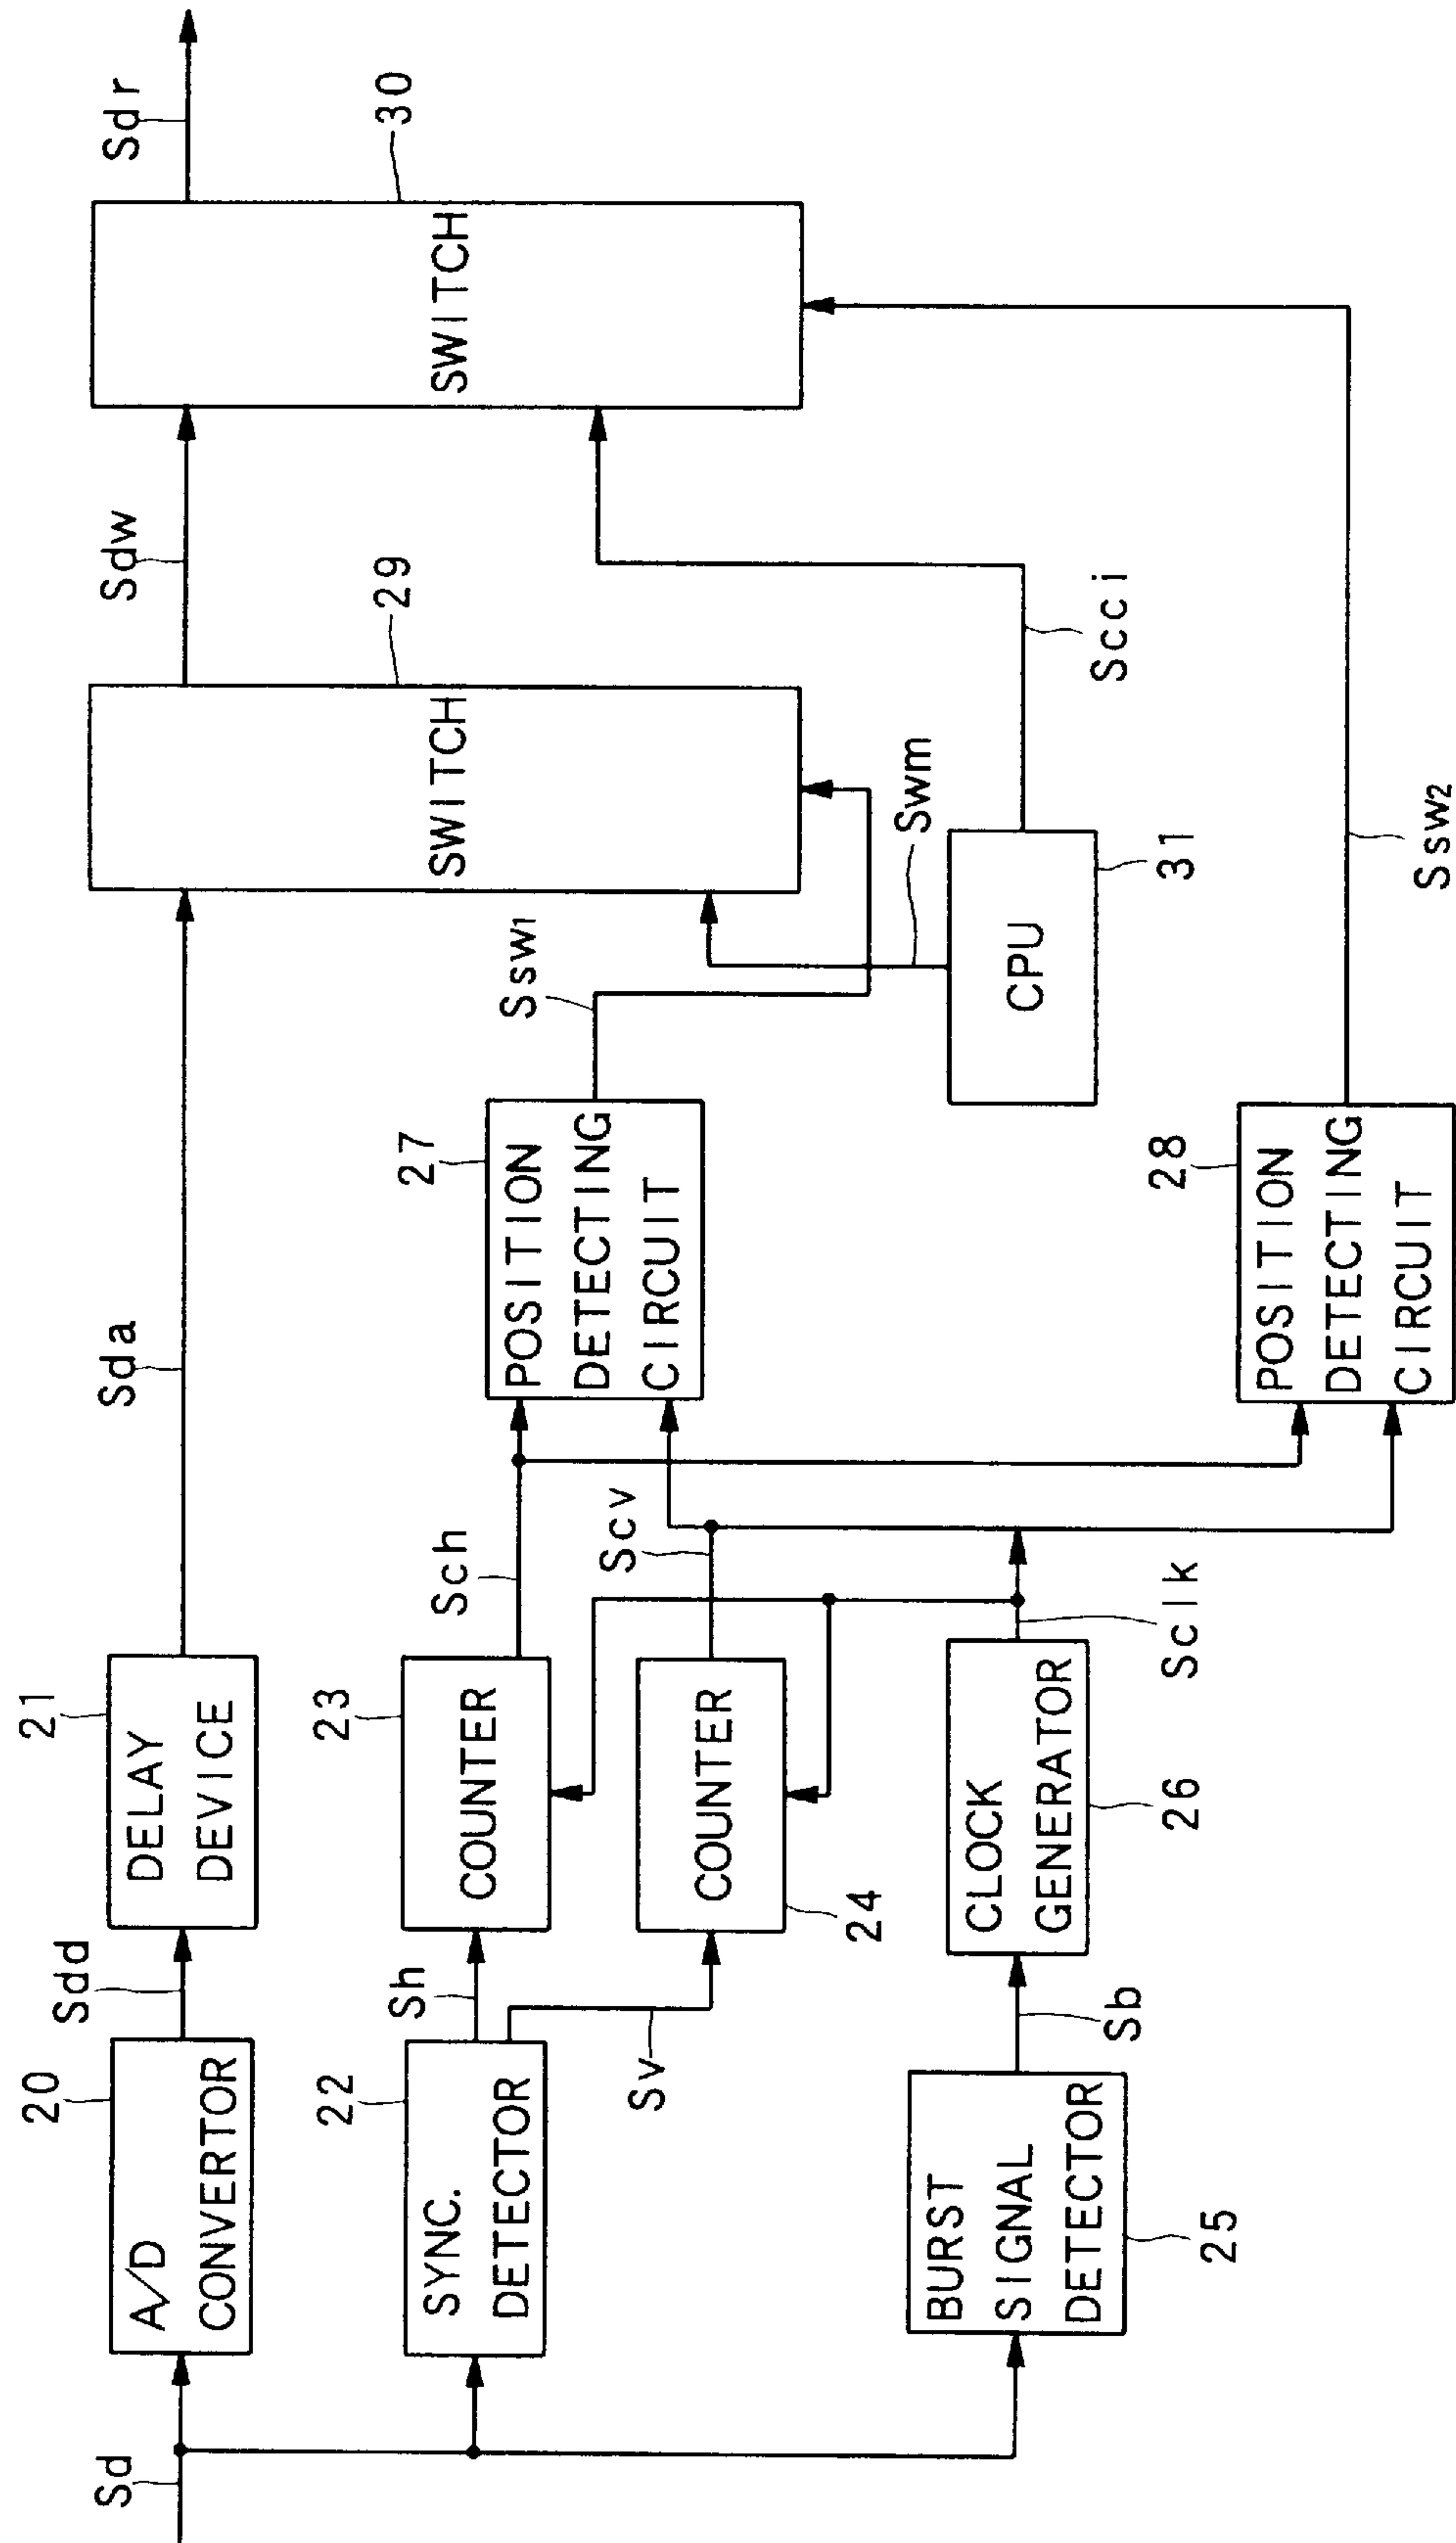 Sd
20
A/D
CONVERTOR
Sdd
21
DELAY
DEVICE
Sda
SWITCH
29
Sdw
SWITCH
30
Sdr
22
SYNC.
DETECTOR
Sh
Sv
23
COUNTER
Sch
24
COUNTER
Scv
27
POSITION
DETECTING
CIRCUIT
Ssw1
Swm
CPU
31
Scci
BURST
SIGNAL
DETECTOR
25
Sb
CLOCK
GENERATOR
26
Sclk
28
POSITION
DETECTING
CIRCUIT
Ssw2